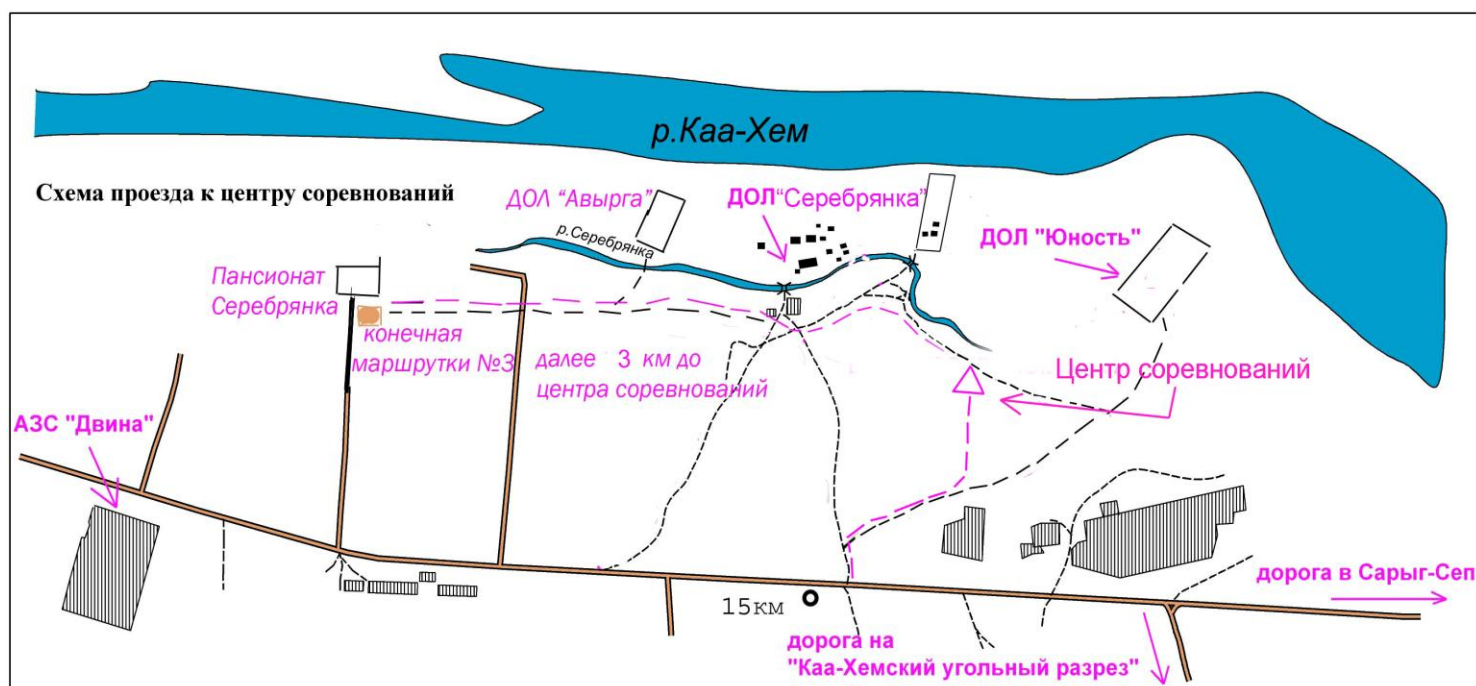 р.Каа-Хем
Схема проезда к центру соревнований
ДОЛ "Авырга"
ДОЛ“Серебрянка”
р.Серебрянка
ДОЛ "Юность"
Пансионат
Серебрянка
конечная
маршрутки №3
далее 3 км до
центра соревнований
Центр соревнований
АЗС "Двина"
дорога в Сарыг-Сеп
15км
дорога на
"Каа-Хемский угольный разрез"